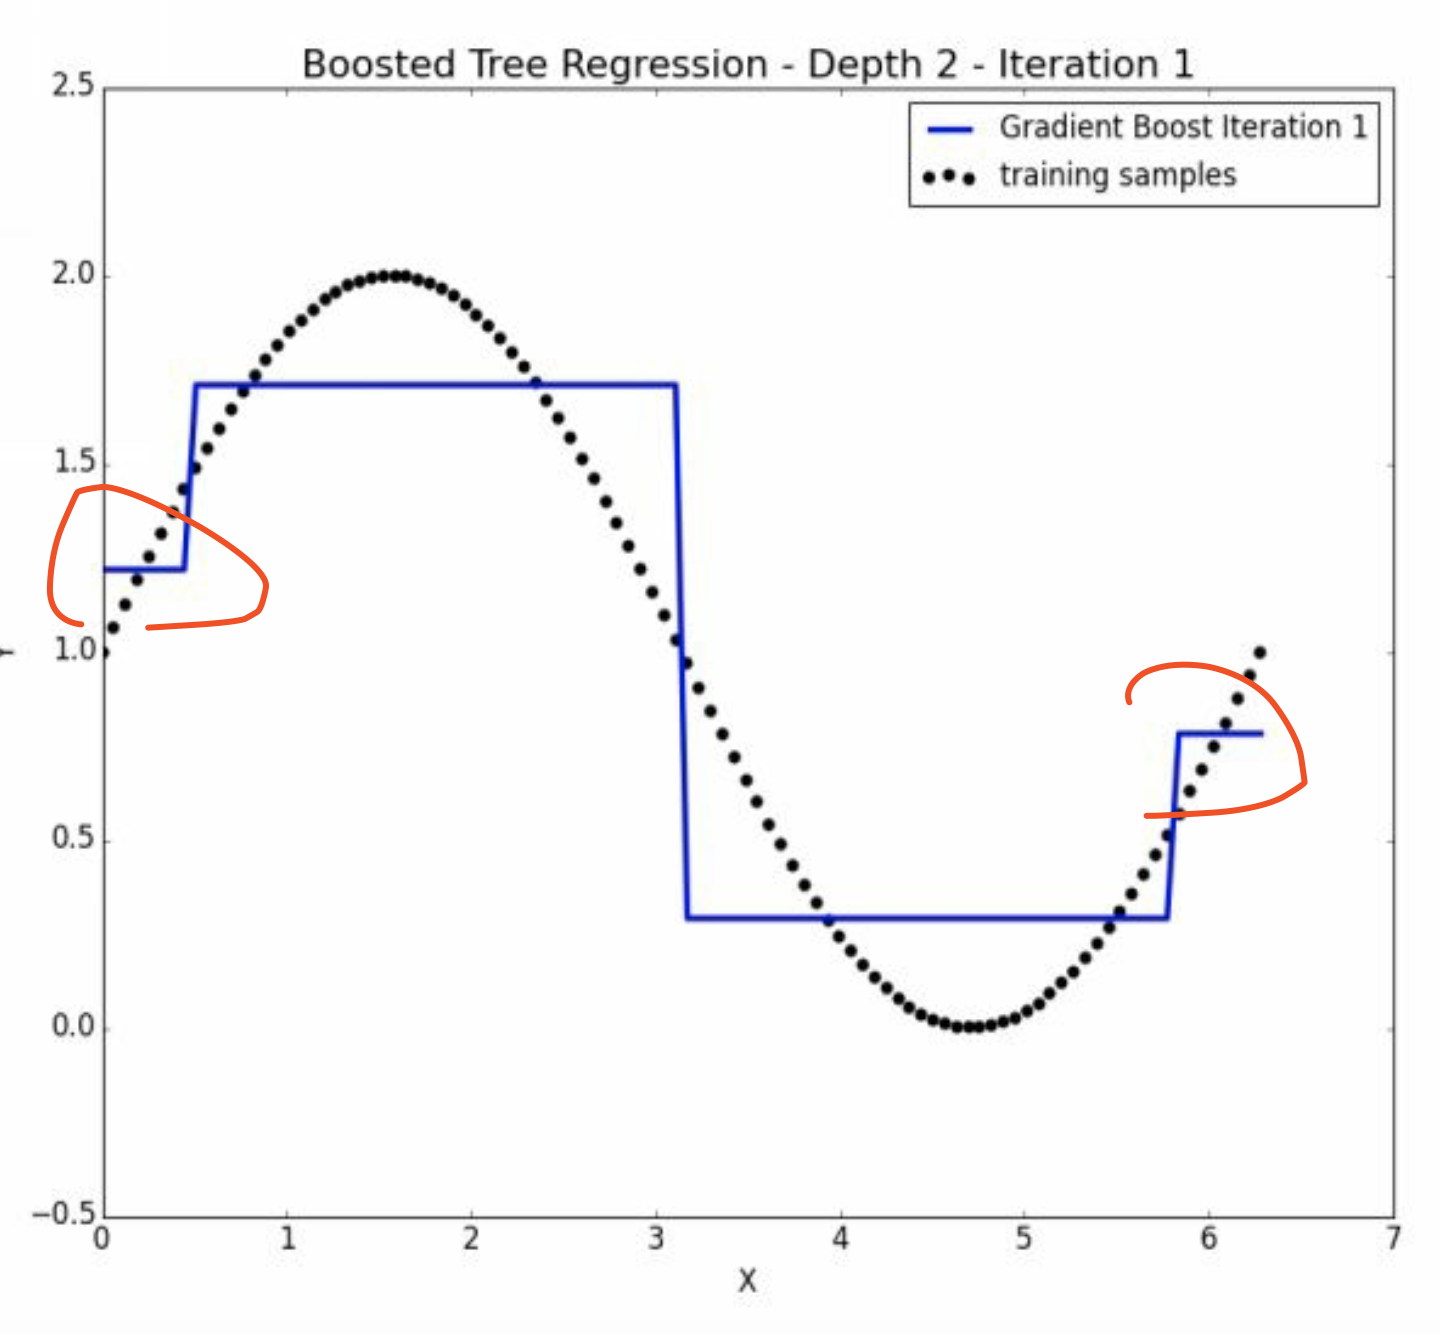 Boosted Tree Regression - Depth 2 - Iteration 1
2.5
Gradient Boost Iteration 1
training samples
2.0
1.5
1.0
0.5
0.0
−0.5
0 1 2 3 4 5 6 7
X